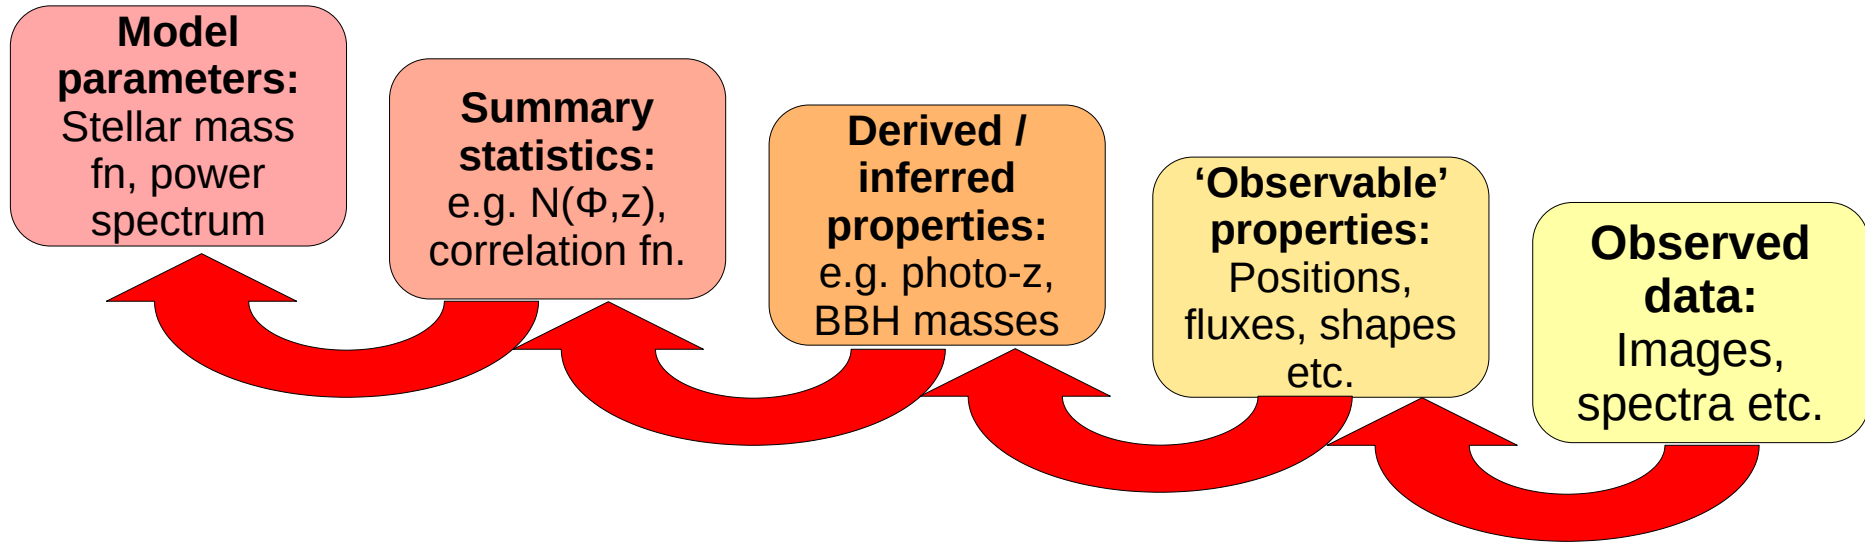 Model
parameters:
Stellar mass
fn, power
spectrum
Summary
statistics:
e.g. N(Φ,z),
correlation fn.
Derived /
inferred
properties:
e.g. photo-z,
BBH masses
‘Observable’
properties:
Positions,
fluxes, shapes
etc.
Observed
data:
Images,
spectra etc.